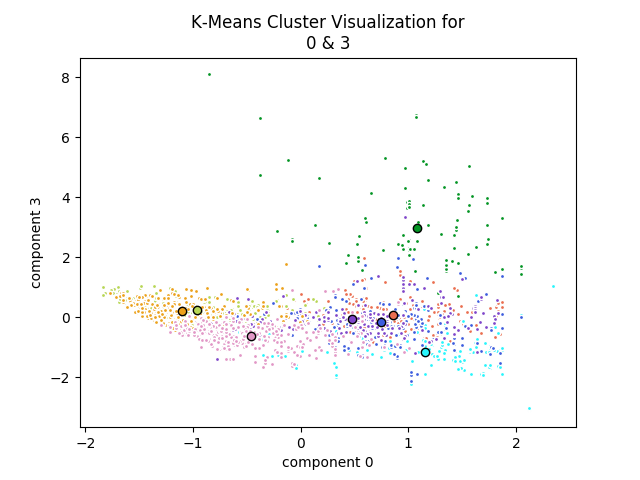 K-Means Cluster Visualization for
0 & 3
8
6
4
2
0
−2
component 3
−2
−1
0
1
2
component 0